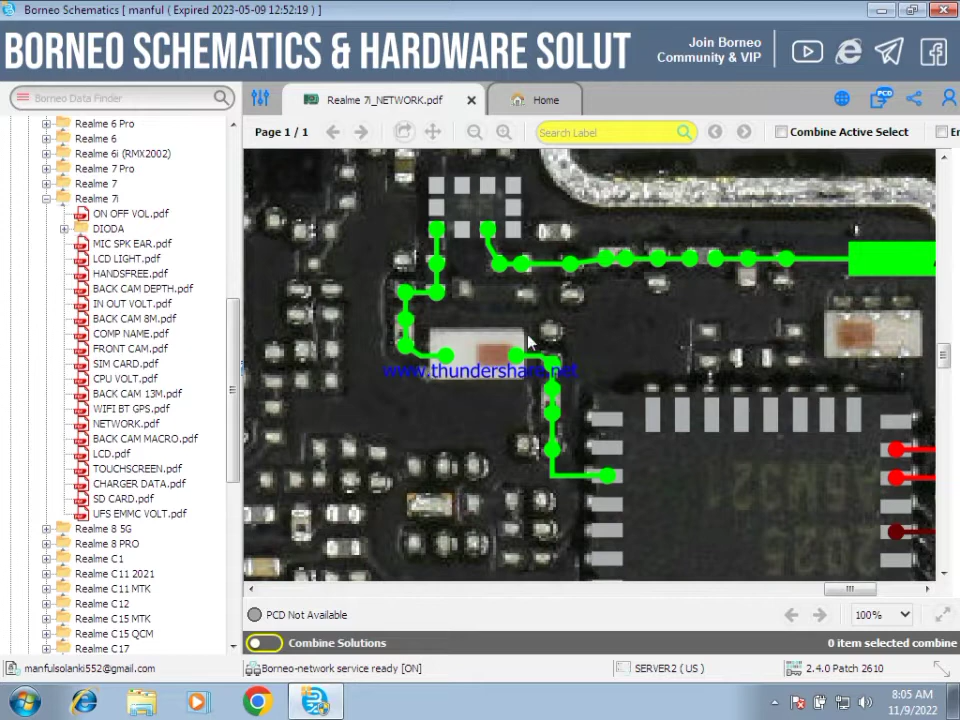 Borneo Schematics [ manful ( Expired 2023-05-09 12:52:19 ) ]
BORNEO SCHEMATICS & HARDWARE SOLUT
Join Borneo
Community & VIP
Borneo Data Finder
Realme 7i_NETWORK.pdf
Home
PCD
Page 1 / 1
Search Label
Combine Active Select
Er
Realme 6 Pro
Realme 6
Realme 6i (RMX2002)
Realme 7 Pro
Realme 7
Realme 7i
ON OFF VOL.pdf
DIODA
MIC SPK EAR.pdf
LCD LIGHT.pdf
HANDSFREE.pdf
BACK CAM DEPTH.pdf
IN OUT VOLT.pdf
BACK CAM 8M.pdf
COMP NAME.pdf
FRONT CAM.pdf
SIM CARD.pdf
CPU VOLT.pdf
BACK CAM 13M.pdf
WIFI BT GPS.pdf
NETWORK.pdf
BACK CAM MACRO.pdf
LCD.pdf
TOUCHSCREEN.pdf
CHARGER DATA.pdf
SD CARD.pdf
UFS EMMC VOLT.pdf
Realme 8 5G
Realme 8 PRO
Realme C1
Realme C11 2021
Realme C11 MTK
Realme C12
Realme C15 MTK
Realme C15 QCM
Realme C17
www.thundershare.net
PCD Not Available
100%
Combine Solutions
0 item selected combine
manfulsolanki552@gmail.com
Borneo-network service ready [ON]
SERVER2 ( US )
2.4.0 Patch 2610
8:05 AM
11/9/2022